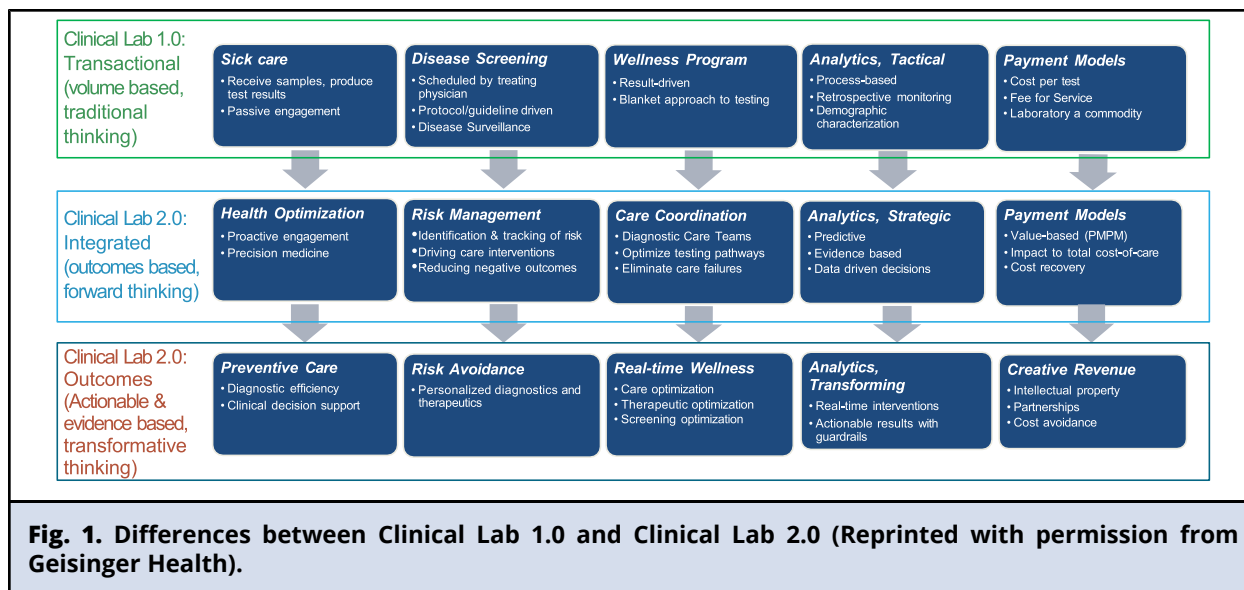 Clinical Lab 1.0:
Transactional
(volume based,
traditional
thinking)
Sick care
• Receive samples, produce
test results
• Passive engagement
Disease Screening
• Scheduled by treating
physician
• Protocol/guideline driven
• Disease Surveillance
Wellness Program
• Result-driven
• Blanket approach to testing
Analytics, Tactical
• Process-based
• Retrospective monitoring
• Demographic
characterization
Payment Models
• Cost per test
• Fee for Service
• Laboratory a commodity
Clinical Lab 2.0:
Integrated
(outcomes based,
forward thinking)
Health Optimization
• Proactive engagement
• Precision medicine
Risk Management
•Identification & tracking of risk
•Driving care interventions
•Reducing negative outcomes
Care Coordination
• Diagnostic Care Teams
• Optimize testing pathways
• Eliminate care failures
Analytics, Strategic
• Predictive
• Evidence based
• Data driven decisions
Payment Models
• Value-based (PMPM)
• Impact to total cost-of-care
• Cost recovery
Clinical Lab 2.0:
Outcomes
(Actionable &
evidence based,
transformative
thinking)
Preventive Care
• Diagnostic efficiency
• Clinical decision support
Risk Avoidance
• Personalized diagnostics and
therapeutics
Real-time Wellness
• Care optimization
• Therapeutic optimization
• Screening optimization
Analytics,
Transforming
• Real-time interventions
• Actionable results with
guardrails
Creative Revenue
• Intellectual property
• Partnerships
• Cost avoidance
Fig. 1. Differences between Clinical Lab 1.0 and Clinical Lab 2.0 (Reprinted with permission from
Geisinger Health).